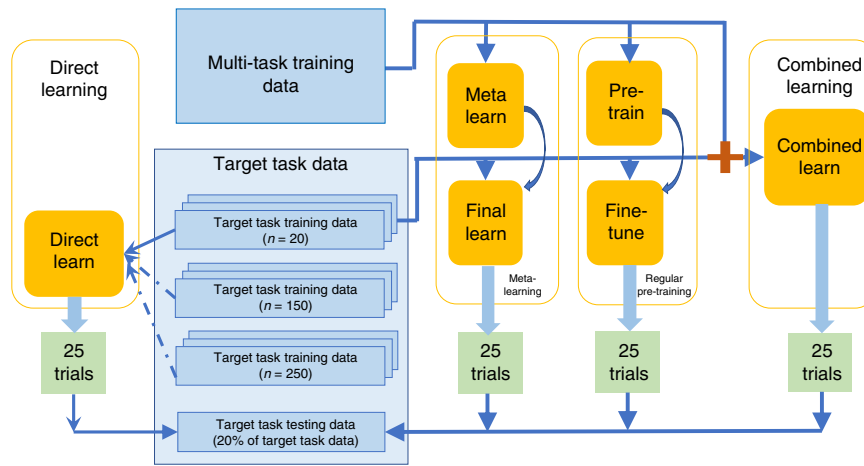 Direct
learning
Multi-task training
data
Meta
learn
Pre-
train
Combined
learning
Combined
learn
Target task data
Direct
learn
Target task training data
(n = 20)
Final
learn
Fine-
tune
Target task training data
(n = 150)
Meta-
learning
Regular
pre-training
Target task training data
(n = 250)
25
trials
25
trials
25
trials
25
trials
Target task testing data
(20% of target task data)